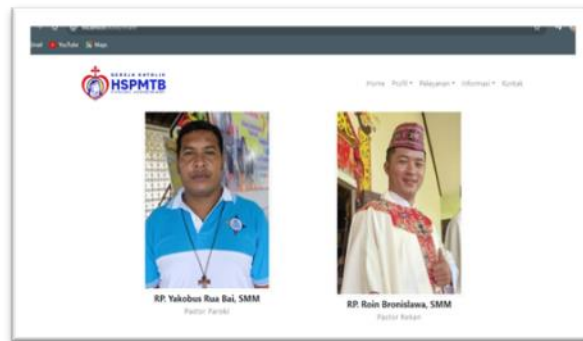 YouTube Maps
GEREJA KATOLIK
HSPMTB
Home Profil Pelayanan Informasi Kontak
RP. Yakobus Rua Bai, SMM
Pastor Paroki
RP. Roin Bronislawa, SMM
Pastor Rekan